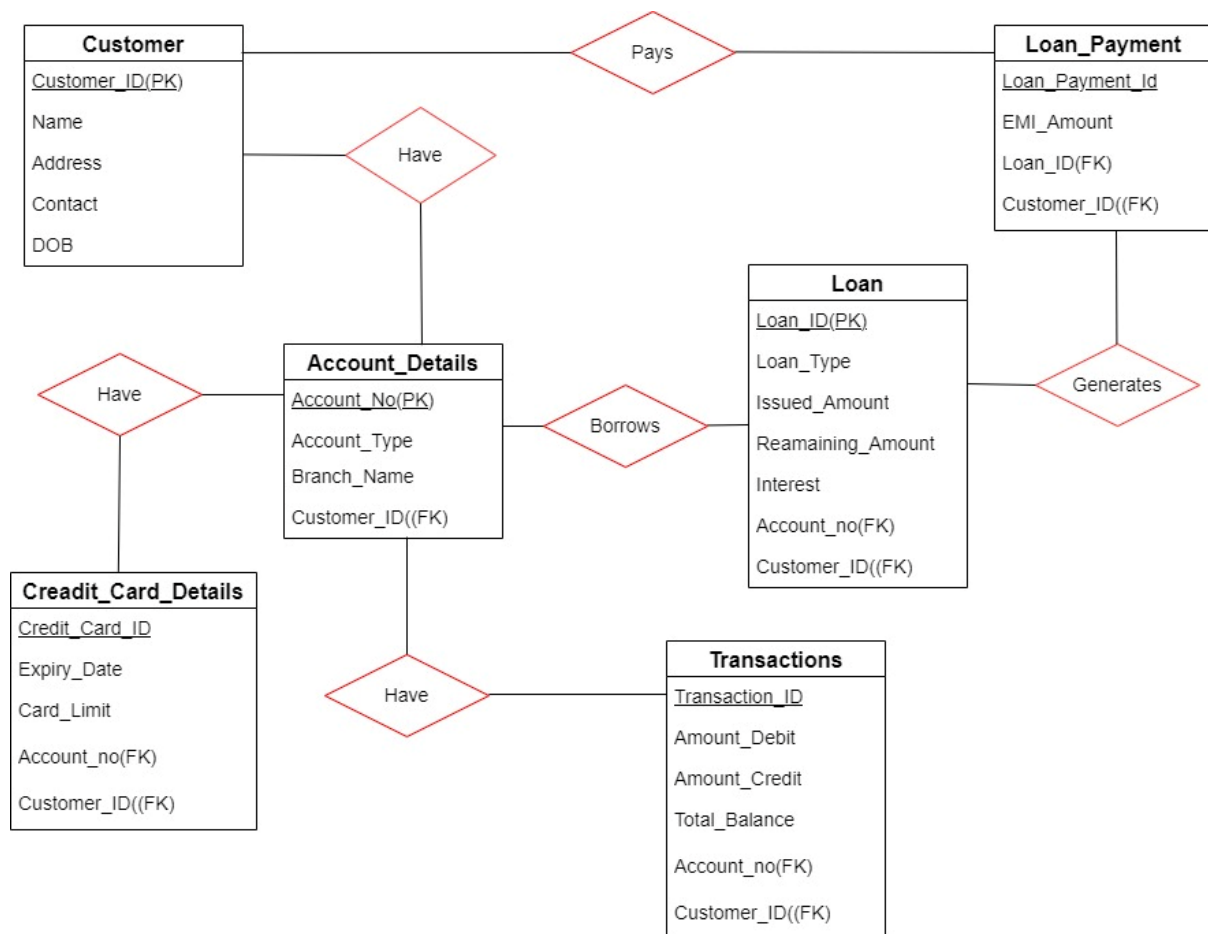 Customer
Customer_ID(PK)
Name
Address
Contact
DOB
Pays
Loan_Payment
Loan_Payment_Id
EMI_Amount
Loan_ID(FK)
Customer_ID((FK)
Have
Loan
Loan_ID(PK)
Loan_Type
Issued_Amount
Reamaining_Amount
Interest
Account_no(FK)
Customer_ID((FK)
Generates
Have
Account_Details
Account_No(PK)
Account_Type
Branch_Name
Customer_ID((FK)
Borrows
Creadit_Card_Details
Credit_Card_ID
Expiry_Date
Card_Limit
Account_no(FK)
Customer_ID((FK)
Have
Transactions
Transaction_ID
Amount_Debit
Amount_Credit
Total_Balance
Account_no(FK)
Customer_ID((FK)